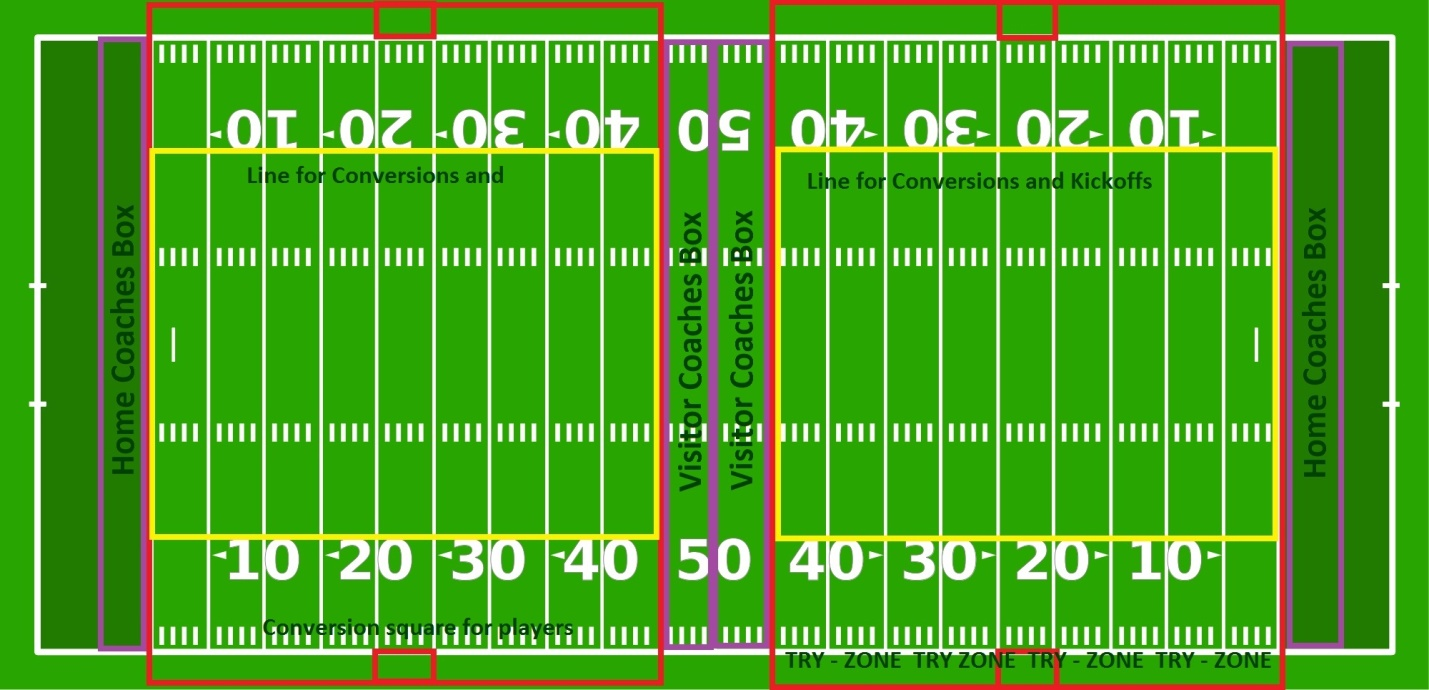 10 20 30 40 50 40 30 20 10
Line for Conversions and
Line for Conversions and Kickoffs
Home Coaches Box
Visitor Coaches Box
Visitor Coaches Box
Home Coaches Box
10 20 30 40 50 40 30 20 10
Conversion square for players
TRY - ZONE TRY ZONE TRY - ZONE TRY - ZONE